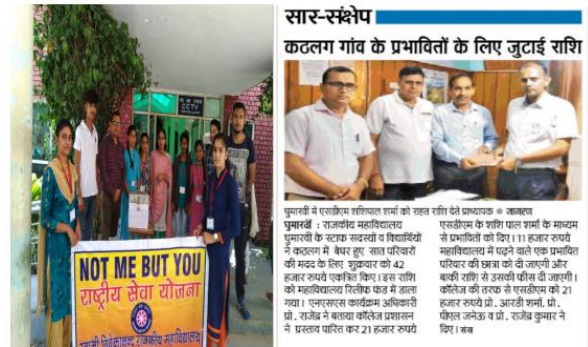 CCTV
NOT ME BUT YOU
राष्ट्रीय सेवा योजना
स्वामी विवेकानन्द राजकीय महाविद्यालय
सार-संक्षेप
कठलग गांव के प्रभावितों के लिए जुटाई राशि
घुमारवीं में एसडीएम शशिपाल शर्मा को राहत राशि देते प्राध्यापक ● जागरण
घुमारवीं : राजकीय महाविद्यालय
घुमारवीं के स्टाफ सदस्यों व विद्यार्थियों
ने कठलग में बेघर हुए सात परिवारों
की मदद के लिए शुक्रवार को 42
हजार रुपये एकत्रित किए। इस राशि
को महाविद्यालय रिलीफ फंड में डाला
गया। एनएसएस कार्यक्रम अधिकारी
प्रो. राजेंद्र ने बताया कॉलेज प्रशासन
ने प्रस्ताव पारित कर 21 हजार रुपये
एसडीएम के शशि पाल शर्मा के माध्यम
से प्रभावितों को दिए। 11 हजार रुपये
महाविद्यालय में पढ़ने वाले एक प्रभावित
परिवार की छात्रा को दी जाएगी और
बाकी राशि से उसकी फीस दी जाएगी।
कॉलेज की तरफ से एसडीएम को 21
हजार रुपये प्रो. आरडी शर्मा, प्रो.
पीएल जनेऊ व प्रो. राजेंद्र कुमार ने
दिए। संस